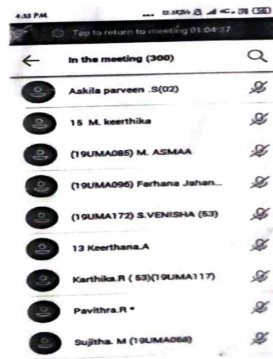 4:33 PM
Tap to return to meeting 01:04:37
In the meeting (300)
Aakila parveen .S(02)
15 M. keerthika
(19UMA085) M. ASMAA
(19UMA096) Farhana Jahan...
(19UMA172) S.VENISHA (53)
13 Keerthana.A
Karthika.R ( 53)(19UMA117)
Pavithra.R *
Sujitha. M (19UMA068)